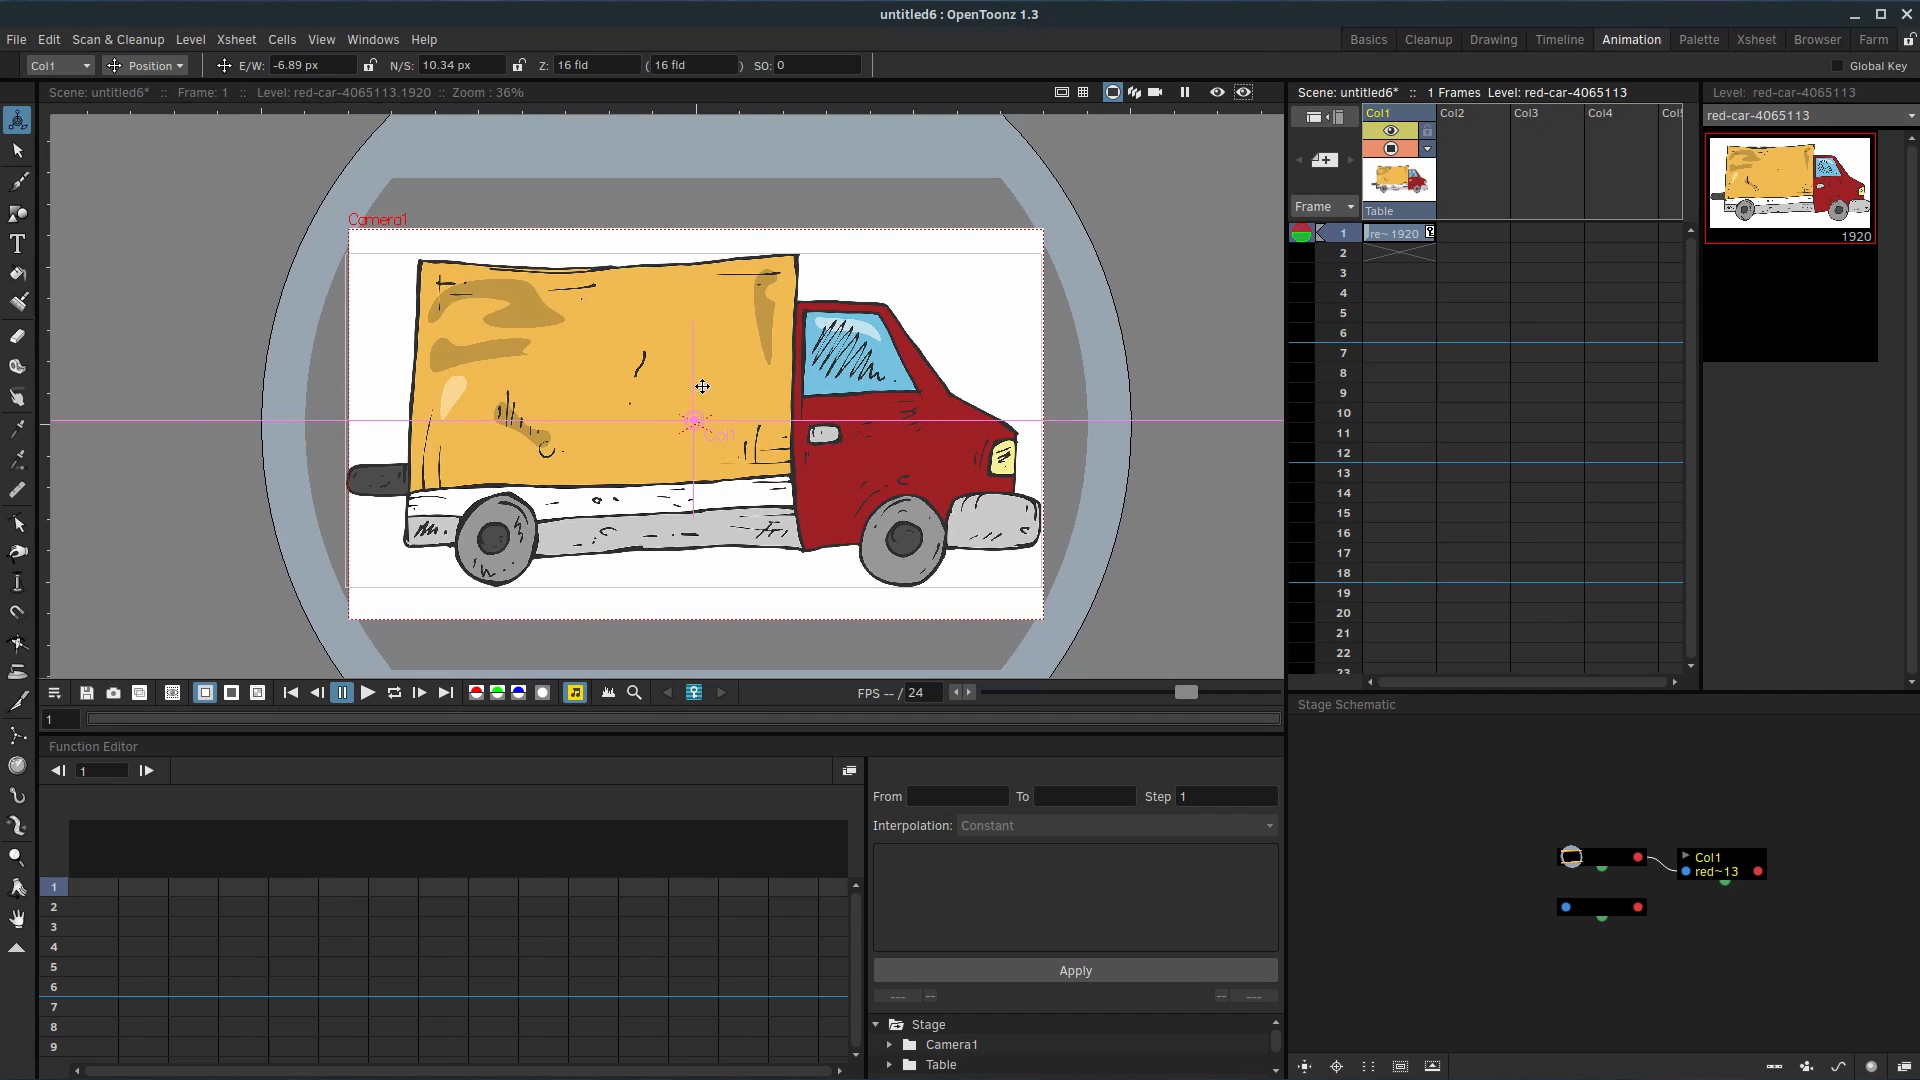 untitled6 : OpenToonz 1.3
File Edit Scan & Cleanup Level Xsheet Cells View Windows Help
Basics Cleanup Drawing Timeline Animation Palette Xsheet Browser Farm
Col1 Position E/W: -6.89 px N/S: 10.34 px Z: 16 fld ( 16 fld ) SO: 0 Global Key
Scene: untitled6* :: Frame: 1 :: Level: red-car-4065113.1920 :: Zoom : 36%
Scene: untitled6* :: 1 Frames Level: red-car-4065113
Level: red-car-4065113
Col1 Col2 Col3 Col4 Col
red-car-4065113
Camera1
Frame
Table
1920
Col1
1 re~1920
2
3
4
5
6
7
8
9
10
11
12
13
14
15
16
17
18
19
20
21
22
23
FPS -- / 24
1
Stage Schematic
Function Editor
1
From To Step 1
Interpolation: Constant
Col1
red~13
1
2
3
4
5
6
7
8
9
Apply
--- -- -- ---
Stage
Camera1
Table